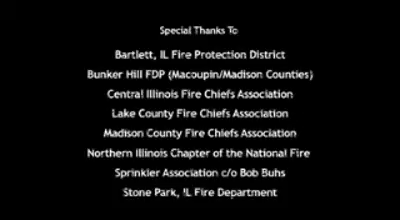 Special Thanks To
Bartlett, IL Fire Protection District
Bunker Hill FDP (Macoupin/Madison Counties)
Central Illinois Fire Chiefs Association
Lake County Fire Chiefs Association
Madison County Fire Chiefs Association
Northern Illinois Chapter of the National Fire
Sprinkler Association c/o Bob Buhs
Stone Park, IL Fire Department